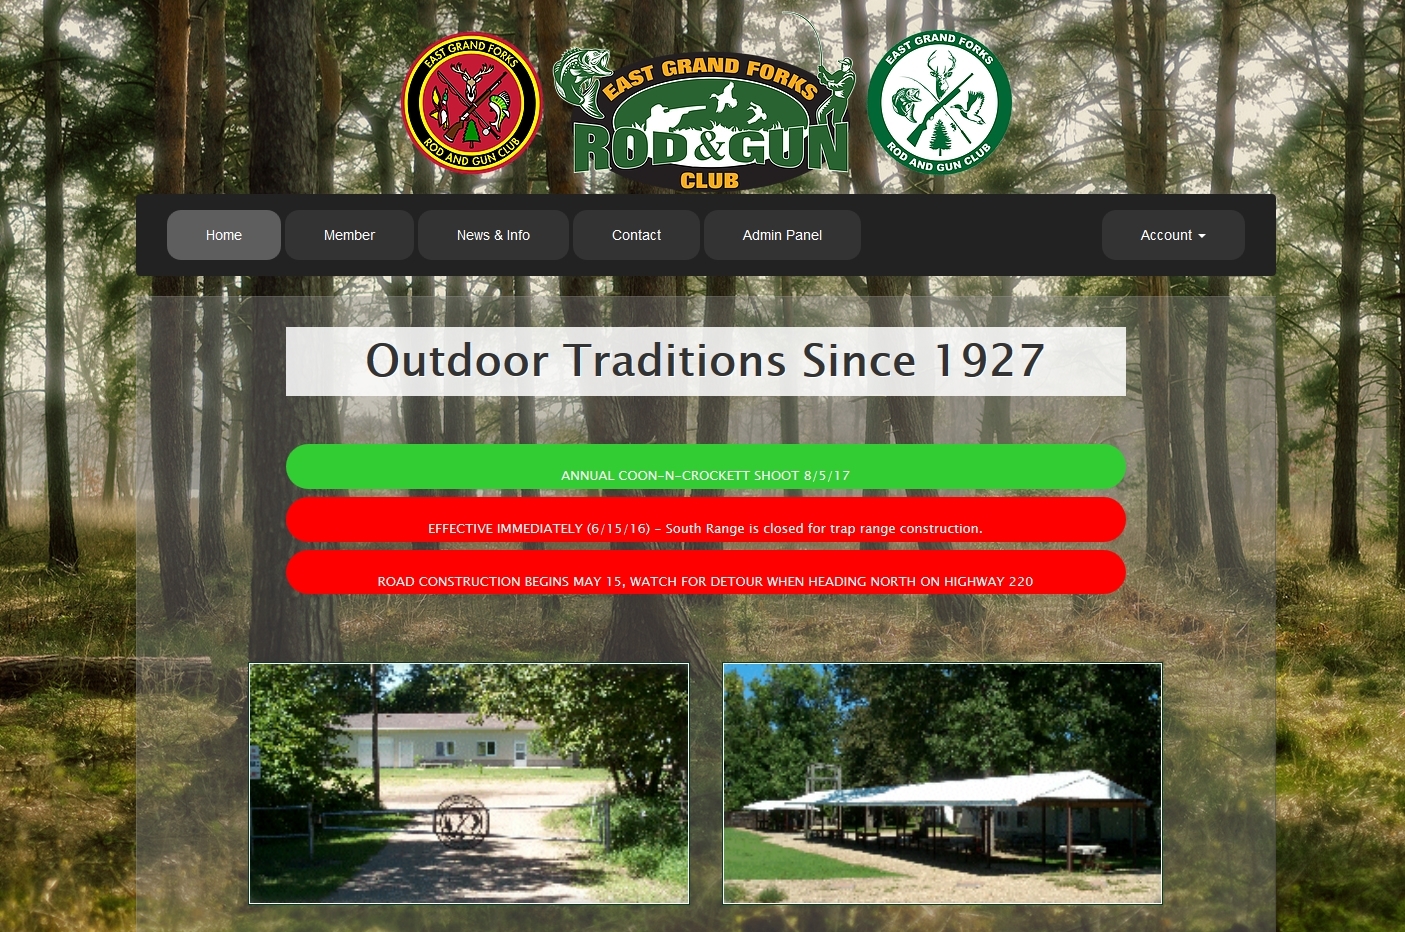 EAST GRAND FORKS
ROD AND GUN CLUB
EAST GRAND FORKS
ROD & GUN
CLUB
EAST GRAND FORKS
ROD AND GUN CLUB
Home
Member
News & Info
Contact
Admin Panel
Account
Outdoor Traditions Since 1927
ANNUAL COON-N-CROCKETT SHOOT 8/5/17
EFFECTIVE IMMEDIATELY (6/15/16) - South Range is closed for trap range construction.
ROAD CONSTRUCTION BEGINS MAY 15, WATCH FOR DETOUR WHEN HEADING NORTH ON HIGHWAY 220